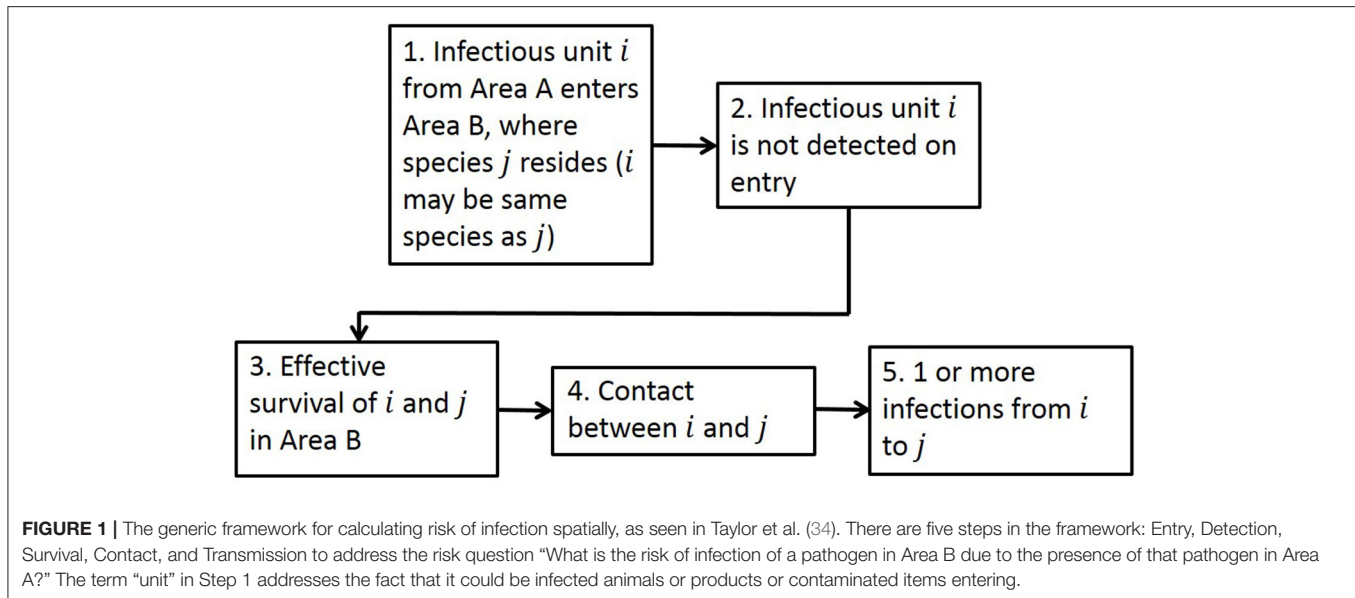 1. Infectious unit i
from Area A enters
Area B, where
species j resides (i
may be same
species as j)
2. Infectious unit i
is not detected on
entry
3. Effective
survival of i and j
in Area B
4. Contact
between i and j
5. 1 or more
infections from i
to j
FIGURE 1 | The generic framework for calculating risk of infection spatially, as seen in Taylor et al. (34). There are five steps in the framework: Entry, Detection,
Survival, Contact, and Transmission to address the risk question “What is the risk of infection of a pathogen in Area B due to the presence of that pathogen in Area
A?” The term “unit” in Step 1 addresses the fact that it could be infected animals or products or contaminated items entering.